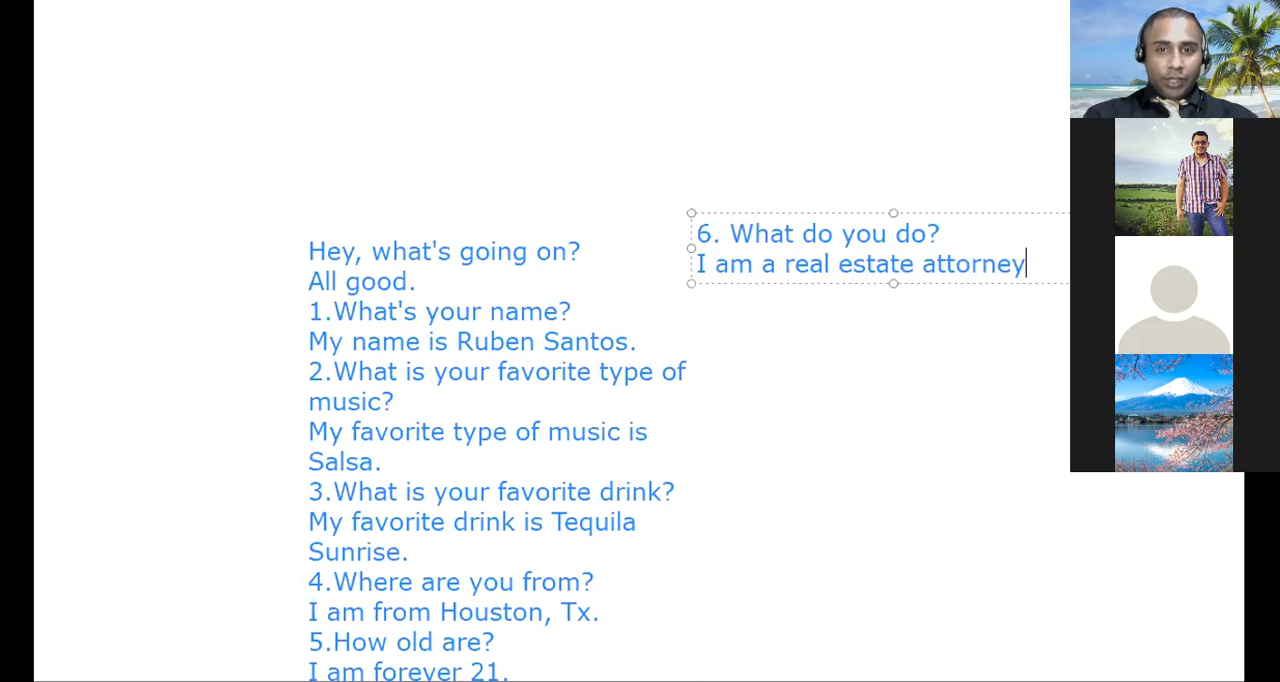 Hey, what's going on?
All good.
1.What's your name?
My name is Ruben Santos.
2.What is your favorite type of
music?
My favorite type of music is
Salsa.
3.What is your favorite drink?
My favorite drink is Tequila
Sunrise.
4.Where are you from?
I am from Houston, Tx.
5.How old are?
I am forever 21.
6. What do you do?
I am a real estate attorney